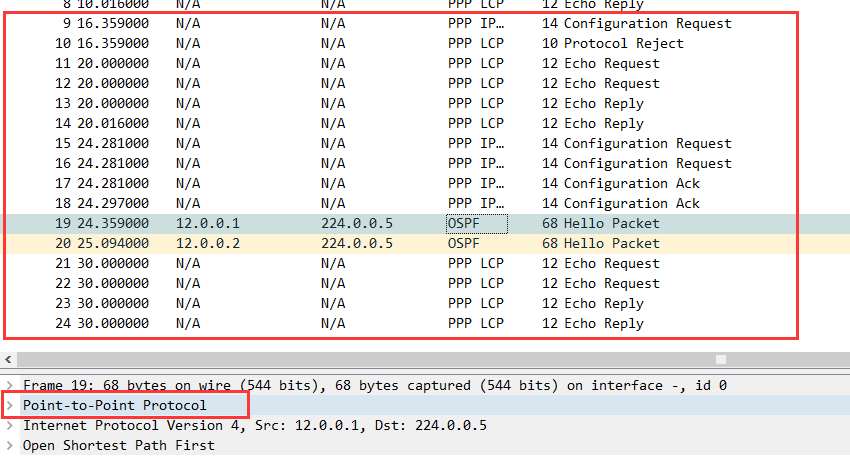 8 10.016000 N/A N/A PPP LCP 12 Echo Reply
9 16.359000 N/A N/A PPP IP… 14 Configuration Request
10 16.359000 N/A N/A PPP LCP 10 Protocol Reject
11 20.000000 N/A N/A PPP LCP 12 Echo Request
12 20.000000 N/A N/A PPP LCP 12 Echo Request
13 20.000000 N/A N/A PPP LCP 12 Echo Reply
14 20.016000 N/A N/A PPP LCP 12 Echo Reply
15 24.281000 N/A N/A PPP IP… 14 Configuration Request
16 24.281000 N/A N/A PPP IP… 14 Configuration Request
17 24.281000 N/A N/A PPP IP… 14 Configuration Ack
18 24.297000 N/A N/A PPP IP… 14 Configuration Ack
19 24.359000 12.0.0.1 224.0.0.5 OSPF 68 Hello Packet
20 25.094000 12.0.0.2 224.0.0.5 OSPF 68 Hello Packet
21 30.000000 N/A N/A PPP LCP 12 Echo Request
22 30.000000 N/A N/A PPP LCP 12 Echo Request
23 30.000000 N/A N/A PPP LCP 12 Echo Reply
24 30.000000 N/A N/A PPP LCP 12 Echo Reply
Frame 19: 68 bytes on wire (544 bits), 68 bytes captured (544 bits) on interface -, id 0
Point-to-Point Protocol
Internet Protocol Version 4, Src: 12.0.0.1, Dst: 224.0.0.5
Open Shortest Path First